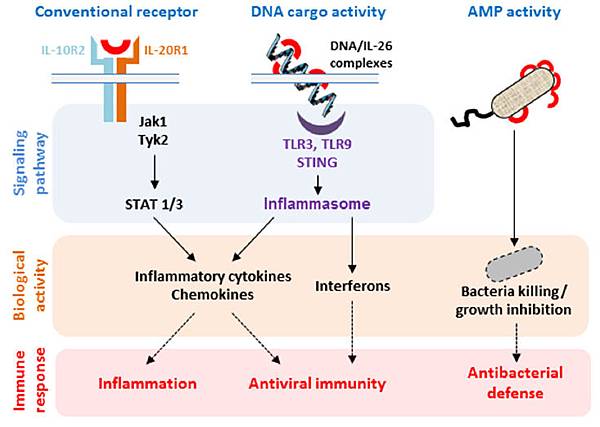 Conventional receptor
DNA cargo activity
AMP activity
IL-10R2
IL-20R1
DNA/IL-26
complexes
Signaling
pathway
Jak1
Tyk2
TLR3, TLR9
STING
STAT 1/3
Inflammasome
Biological
activity
Inflammatory cytokines
Chemokines
Interferons
Bacteria killing/
growth inhibition
Immune
response
Inflammation
Antiviral immunity
Antibacterial
defense